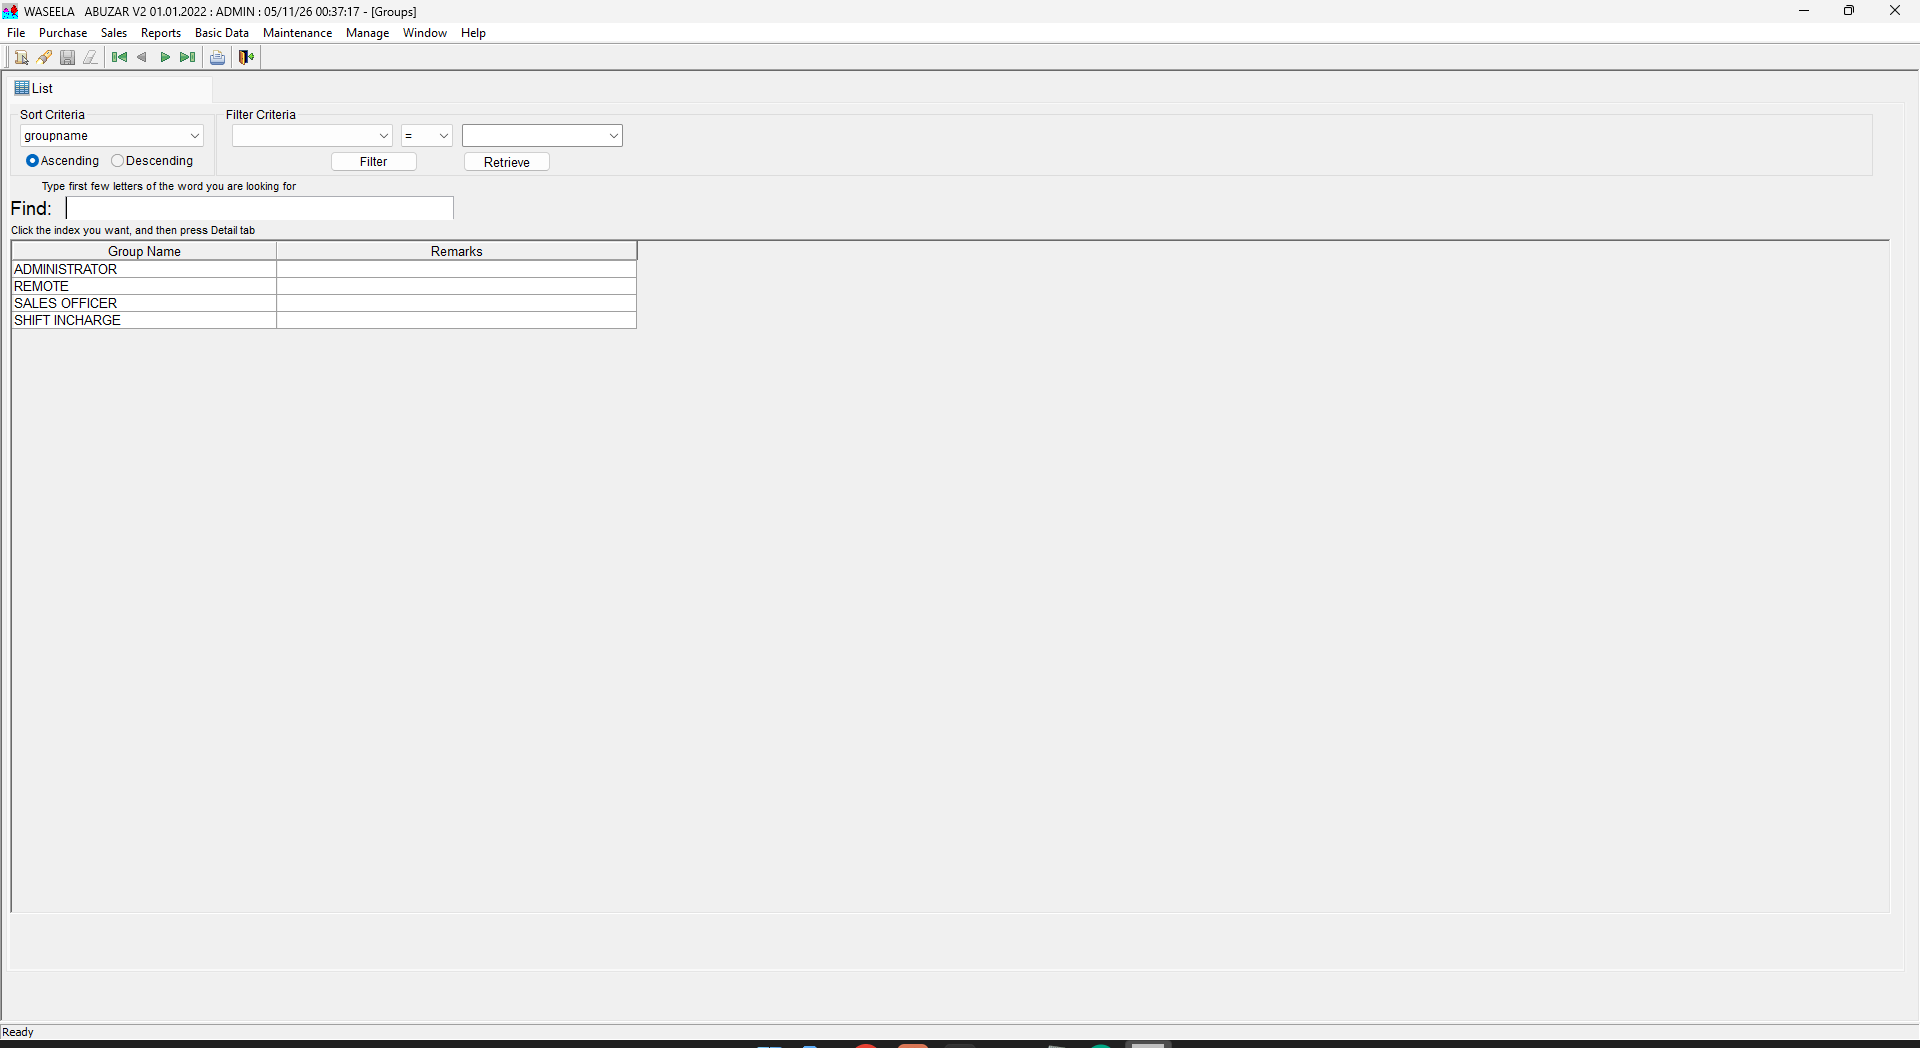 WASEELA   ABUZAR V2 01.01.2022 : ADMIN : 05/11/26 00:37:17 - [Groups]
File Purchase Sales Reports Basic Data Maintenance Manage Window Help
List
Sort Criteria Filter Criteria
groupname =
Ascending Descending Filter Retrieve
Type first few letters of the word you are looking for
Find:
Click the index you want, and then press Detail tab
Group Name Remarks
ADMINISTRATOR
REMOTE
SALES OFFICER
SHIFT INCHARGE
Ready